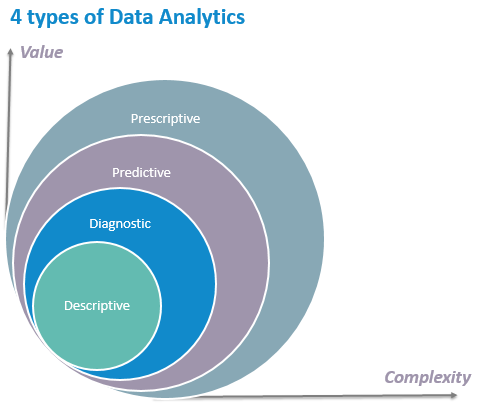 4 types of Data Analytics
Value
Prescriptive
Predictive
Diagnostic
Descriptive
Complexity